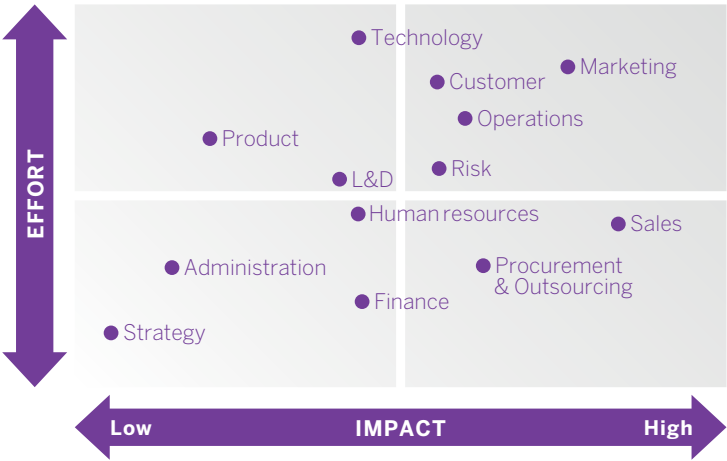 Technology
Marketing
Customer
Operations
Product
Risk
L&D
EFFORT
Human resources
Sales
Administration
Procurement
& Outsourcing
Finance
Strategy
Low
IMPACT
High